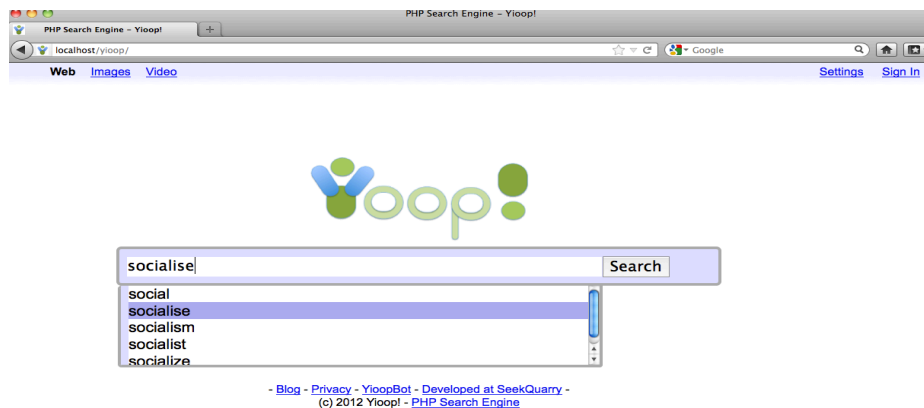 PHP Search Engine – Yioop!
PHP Search Engine – Yioop! +
localhost/yioop/ Google
Web Images Video Settings Sign In
Yioop!
socialise Search
social
socialise
socialism
socialist
socialize
- Blog - Privacy - YioopBot - Developed at SeekQuarry -
(c) 2012 Yioop! - PHP Search Engine